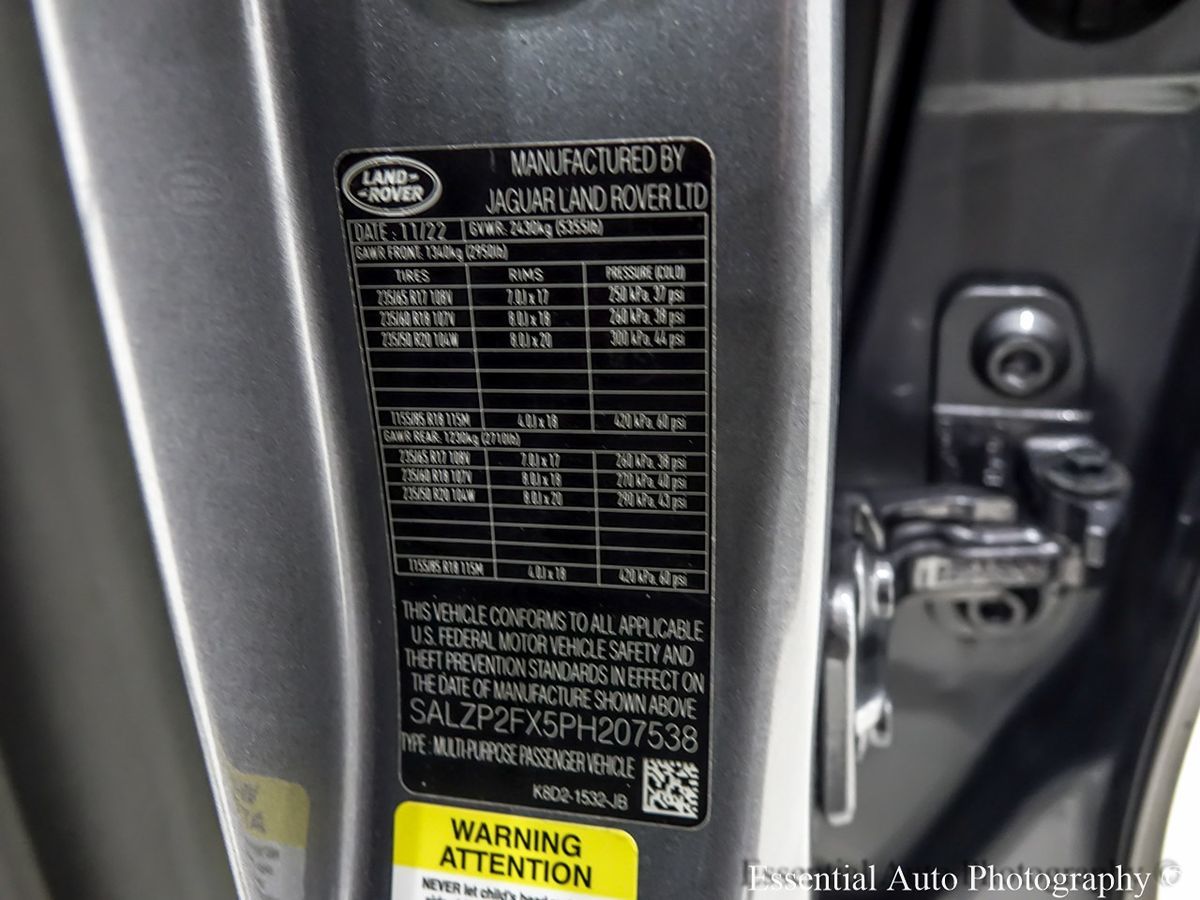 LAND-
-ROVER
MANUFACTURED BY
JAGUAR LAND ROVER LTD
DATE : 11/22 GVWR: 2430kg (5355lb)
GAWR FRONT: 1340kg (2950lb)
TIRES RIMS PRESSURE (COLD)
235/65 R17 108V 7.0J x 17 250 kPa, 37 psi
235/60 R18 107V 8.0J x 18 260 kPa, 38 psi
235/50 R20 104W 8.0J x 20 300 kPa, 44 psi
T155/85 R18 115M 4.0J x 18 420 kPa, 60 psi
GAWR REAR: 1230kg (2710lb)
235/65 R17 108V 7.0J x 17 260 kPa, 38 psi
235/60 R18 107V 8.0J x 18 270 kPa, 40 psi
235/50 R20 104W 8.0J x 20 290 kPa, 43 psi
T155/85 R18 115M 4.0J x 18 420 kPa, 60 psi
THIS VEHICLE CONFORMS TO ALL APPLICABLE
U.S. FEDERAL MOTOR VEHICLE SAFETY AND
THEFT PREVENTION STANDARDS IN EFFECT ON
THE DATE OF MANUFACTURE SHOWN ABOVE
SALZP2FX5PH207538
TYPE : MULTI-PURPOSE PASSENGER VEHICLE
K8D2-1532-JB
WARNING
ATTENTION
NEVER let child's head
Essential Auto Photography ©